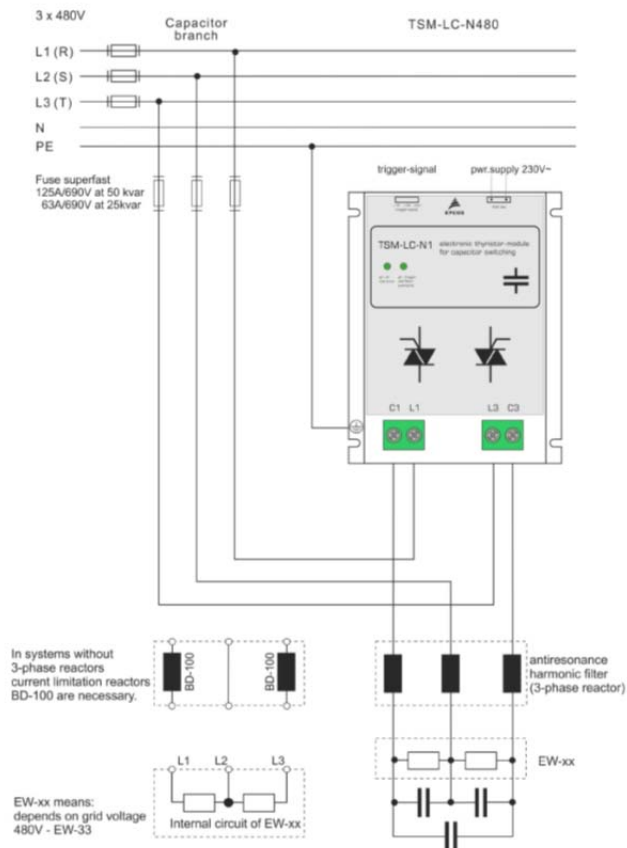 3 x 480V
Capacitor
branch
TSM-LC-N480
L1 (R)
L2 (S)
L3 (T)
N
PE
Fuse superfast
125A/690V at 50 kvar
63A/690V at 25kvar
trigger-signal
pwr.supply 230V~
EPCOS
TSM-LC-N1
electronic thyristor-module
for capacitor switching
C1 L1
L3 C3
In systems without
3-phase reactors
current limitation reactors
BD-100 are necessary.
BD-100
BD-100
antiresonance
harmonic filter
(3-phase reactor)
L1
L2
L3
EW-xx
EW-xx means:
depends on grid voltage
480V - EW-33
Internal circuit of EW-xx